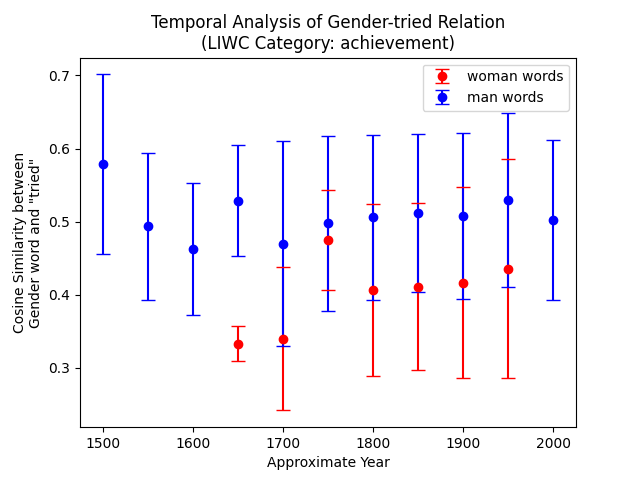 Temporal Analysis of Gender-tried Relation
(LIWC Category: achievement)
woman words
man words
Cosine Similarity between
Gender word and "tried"
0.7
0.6
0.5
0.4
0.3
1500
1600
1700
1800
1900
2000
Approximate Year